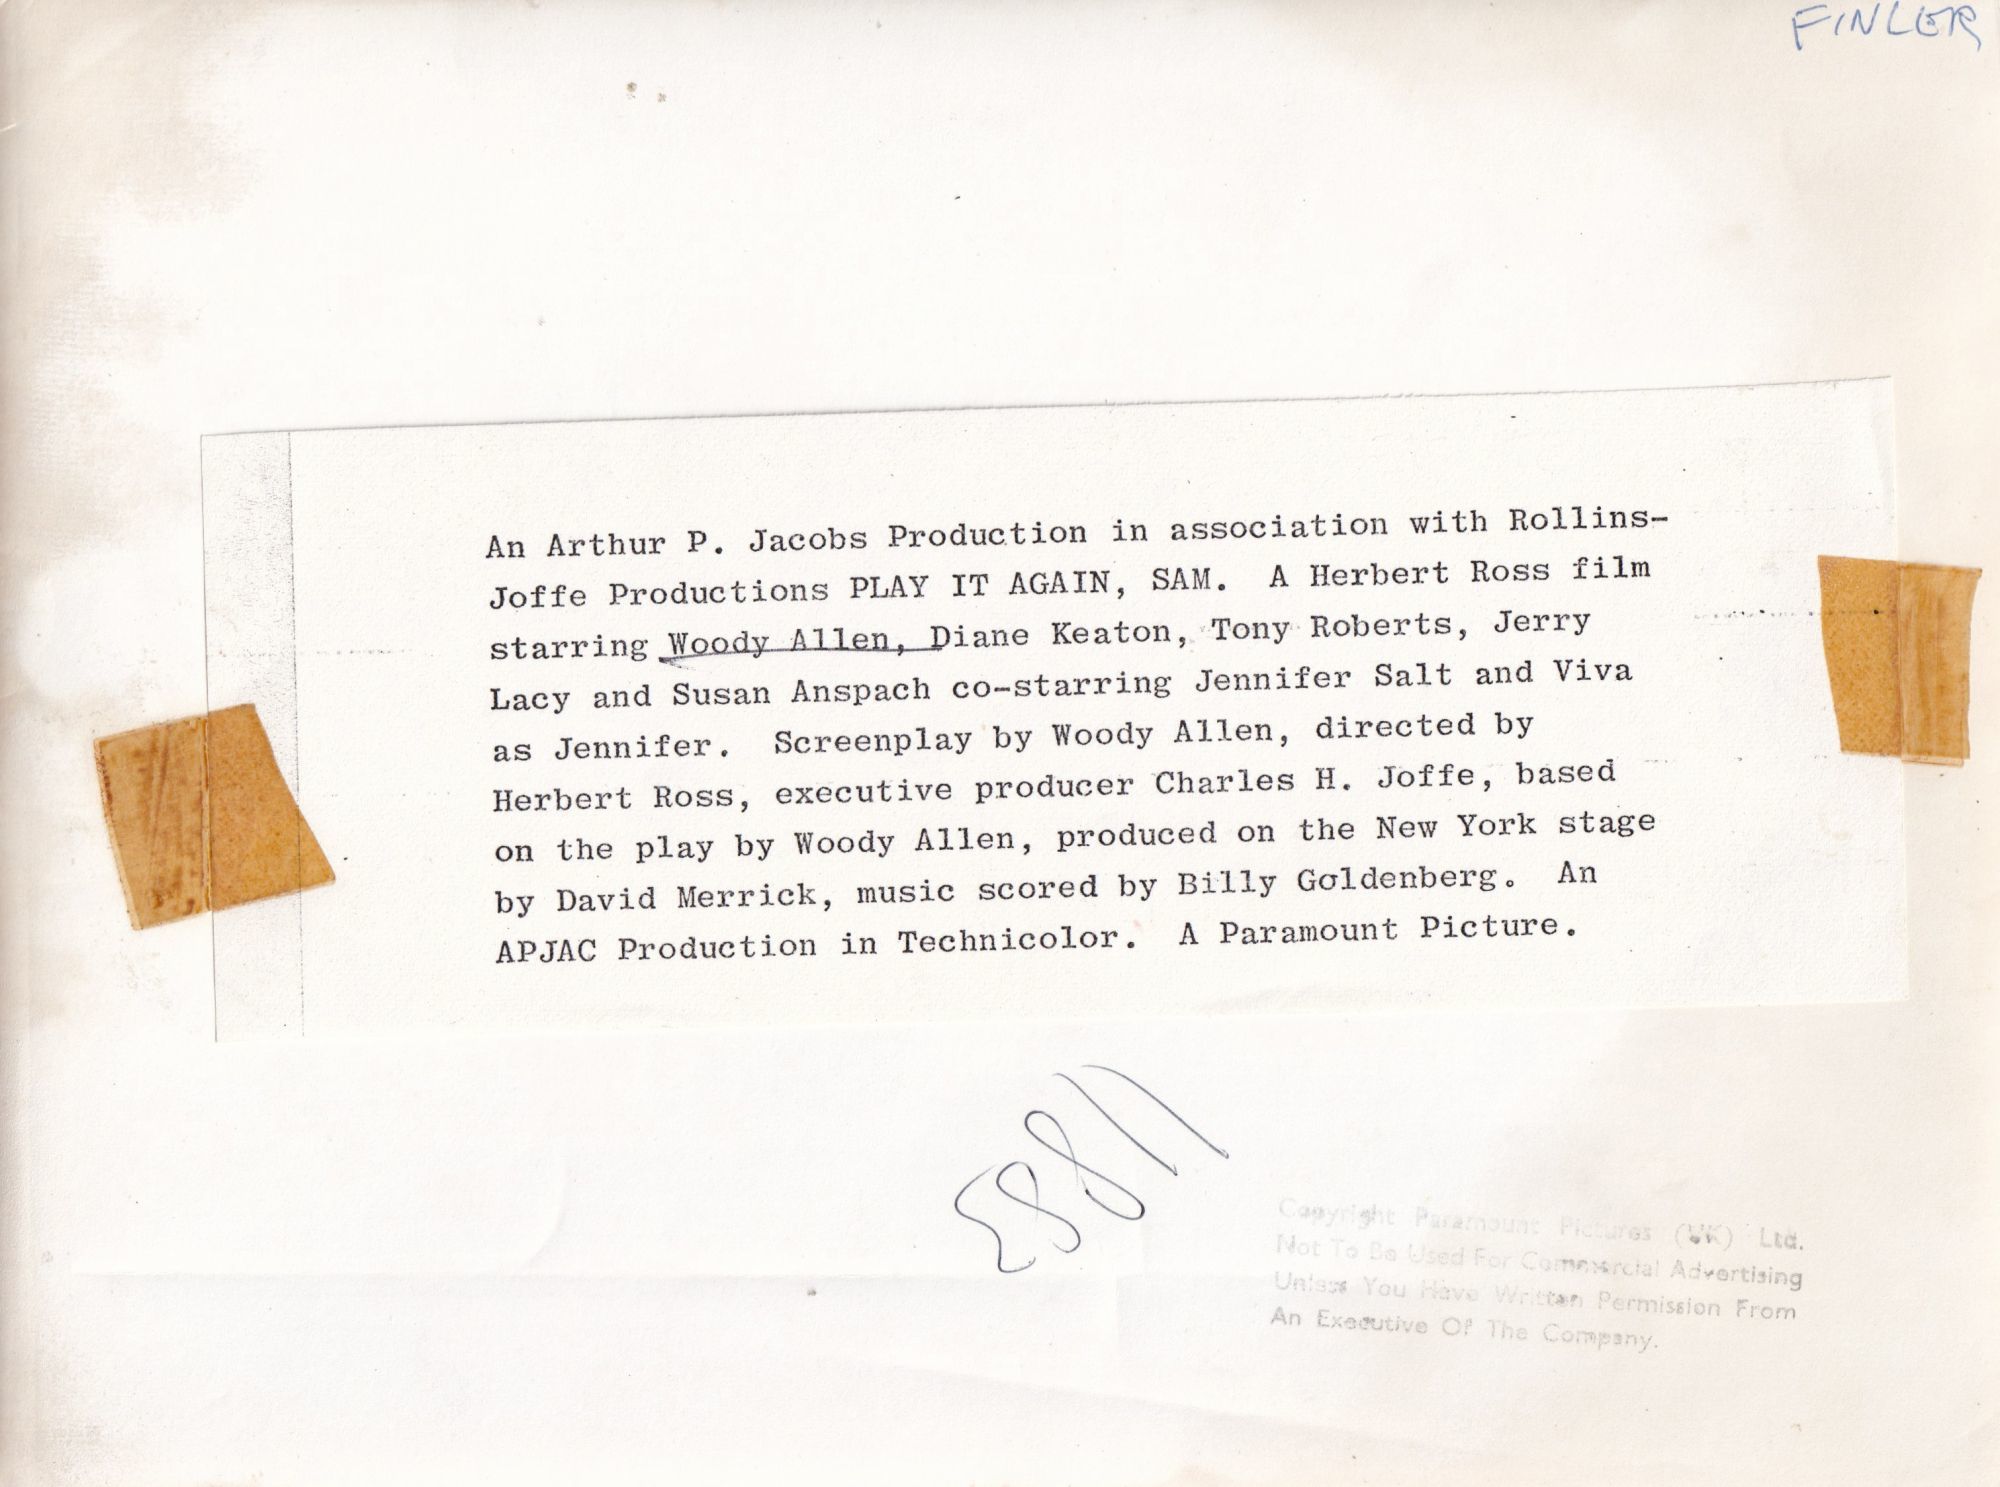 FINLER
An Arthur P. Jacobs Production in association with Rollins-
Joffe Productions PLAY IT AGAIN, SAM. A Herbert Ross film
starring Woody Allen, Diane Keaton, Tony Roberts, Jerry
Lacy and Susan Anspach co-starring Jennifer Salt and Viva
as Jennifer. Screenplay by Woody Allen, directed by
Herbert Ross, executive producer Charles H. Joffe, based
on the play by Woody Allen, produced on the New York stage
by David Merrick, music scored by Billy Goldenberg. An
APJAC Production in Technicolor. A Paramount Picture.
Copyright Paramount Pictures (UK) Ltd.
Not To Be Used For Commercial Advertising
Unless You Have Written Permission From
An Executive Of The Company.